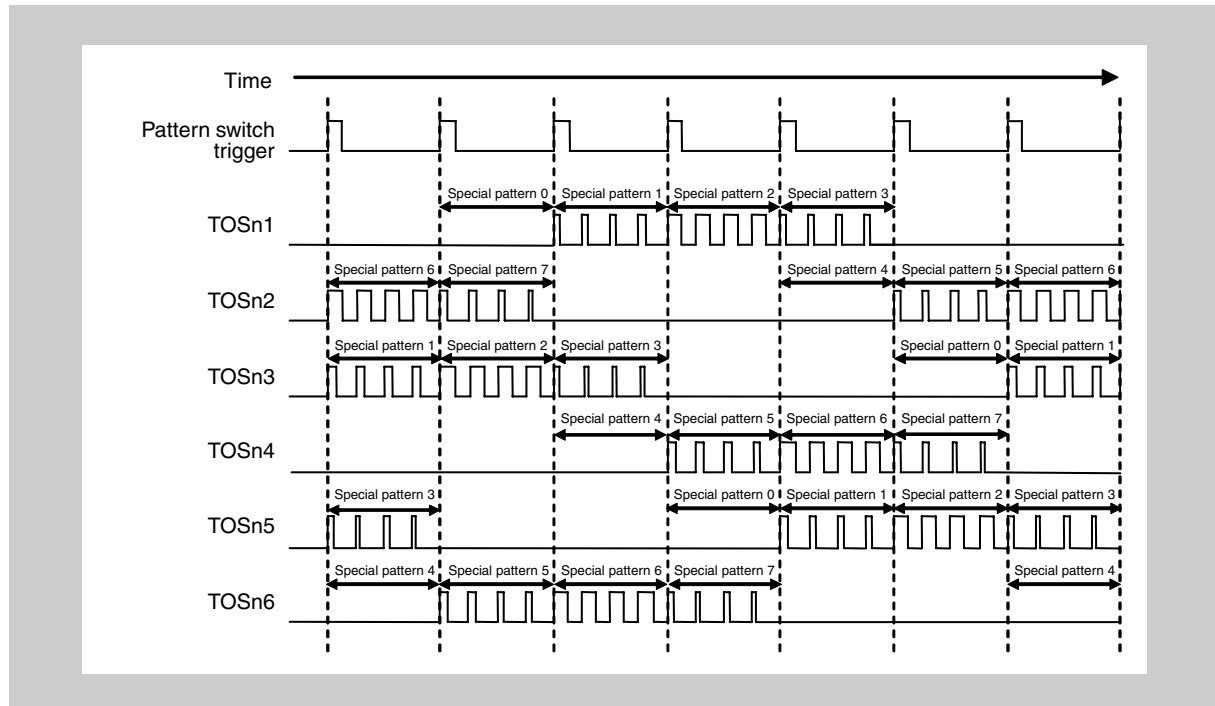 Time
Pattern switch
trigger
Special pattern 0 Special pattern 1 Special pattern 2 Special pattern 3
TOSn1
Special pattern 6 Special pattern 7 Special pattern 4 Special pattern 5 Special pattern 6
TOSn2
Special pattern 1 Special pattern 2 Special pattern 3 Special pattern 0 Special pattern 1
TOSn3
Special pattern 4 Special pattern 5 Special pattern 6 Special pattern 7
TOSn4
Special pattern 3 Special pattern 0 Special pattern 1 Special pattern 2 Special pattern 3
TOSn5
Special pattern 4 Special pattern 5 Special pattern 6 Special pattern 7 Special pattern 4
TOSn6